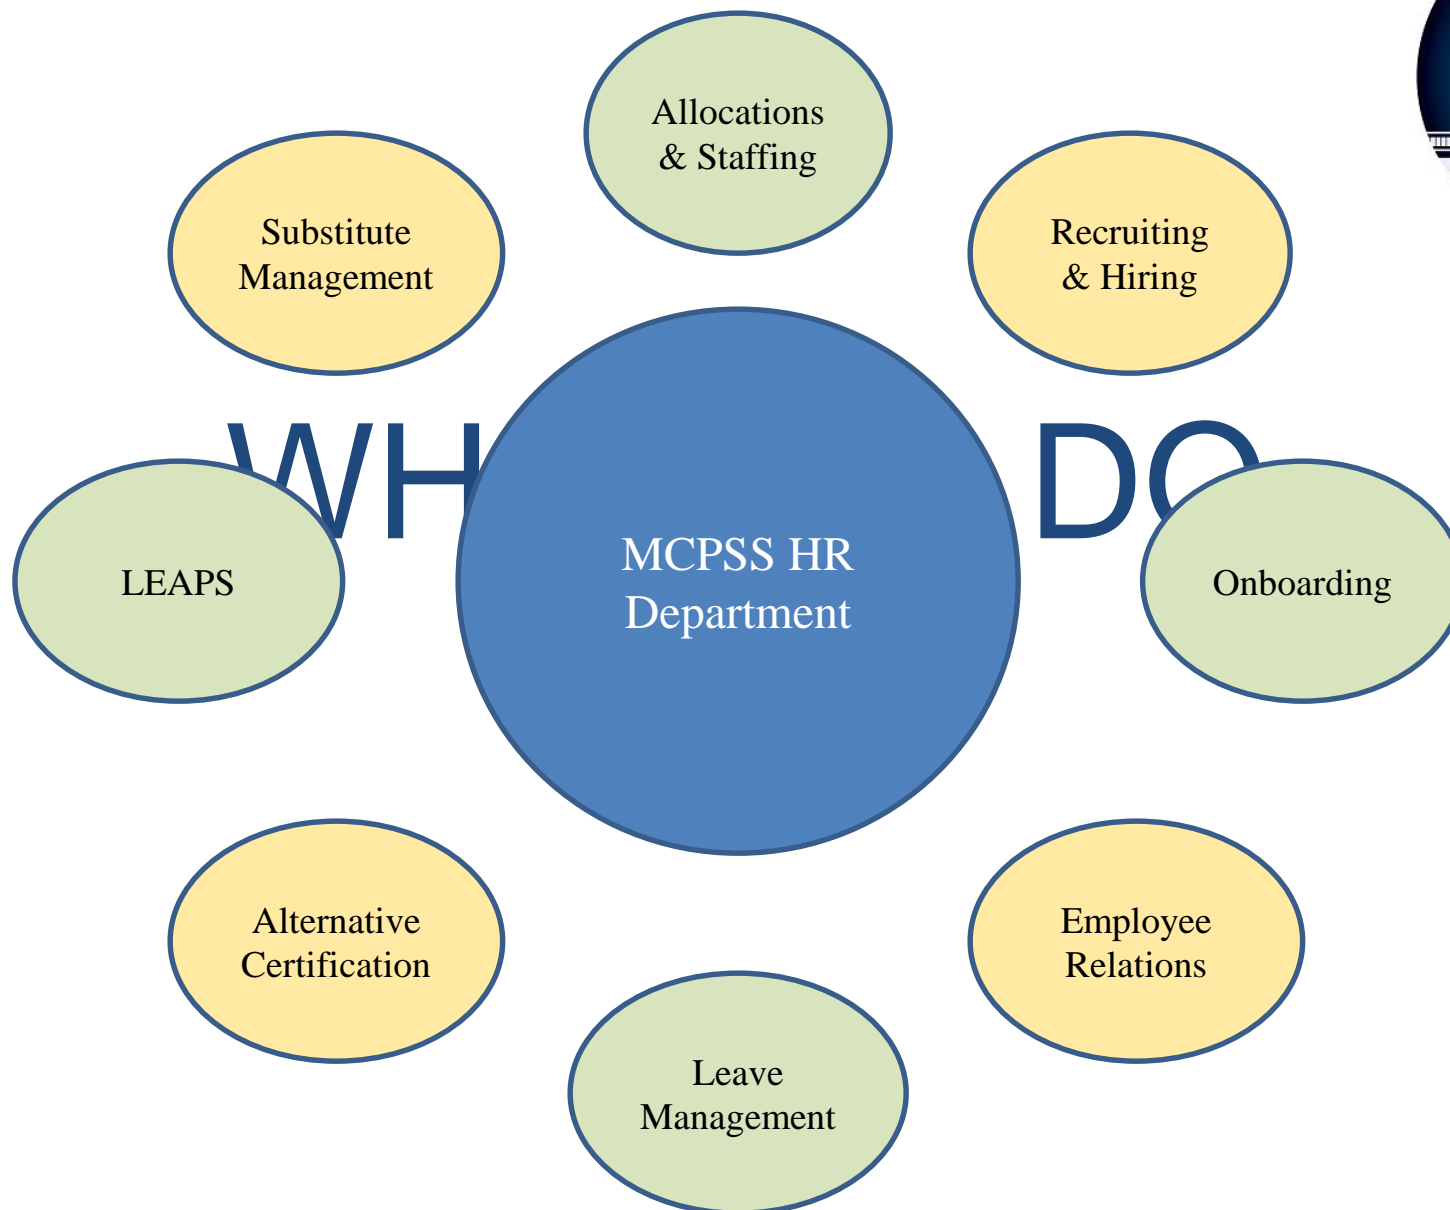 Allocations
& Staffing
Substitute
Management
Recruiting
& Hiring
WH DO
LEAPS
MCPSS HR
Department
Onboarding
Alternative
Certification
Employee
Relations
Leave
Management